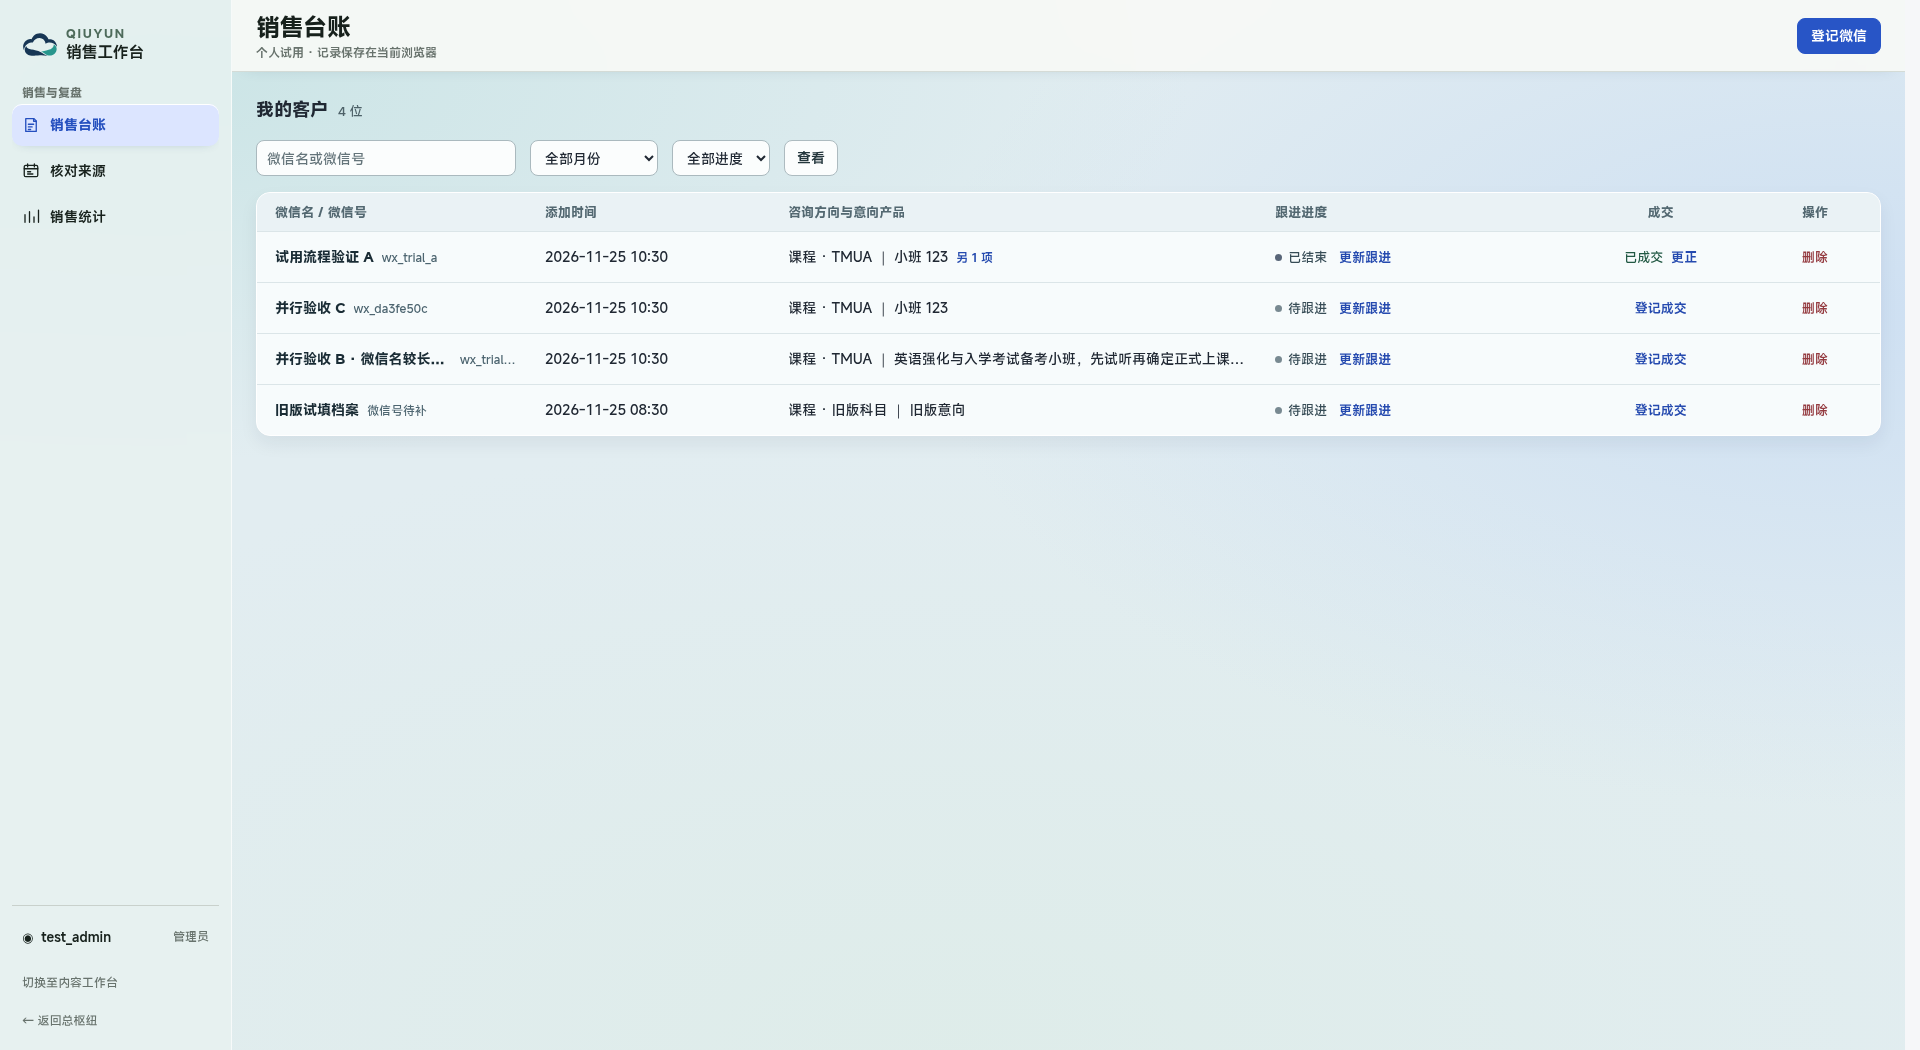 QIUYUN
销售工作台
销售与复盘
销售台账
核对来源
销售统计
test_admin 管理员
切换至内容工作台
← 返回总枢纽
销售台账
个人试用 · 记录保存在当前浏览器
登记微信
我的客户 4 位
微信名或微信号 全部月份 全部进度 查看
微信名 / 微信号 添加时间 咨询方向与意向产品 跟进进度 成交 操作
试用流程验证 A wx_trial_a 2026-11-25 10:30 课程 · TMUA | 小班 123 另 1 项 已结束 更新跟进 已成交 更正 删除
并行验收 C wx_da3fe50c 2026-11-25 10:30 课程 · TMUA | 小班 123 待跟进 更新跟进 登记成交 删除
并行验收 B · 微信名较长... wx_trial... 2026-11-25 10:30 课程 · TMUA | 英语强化与入学考试备考小班，先试听再确定正式上课... 待跟进 更新跟进 登记成交 删除
旧版试填档案 微信号待补 2026-11-25 08:30 课程 · 旧版科目 | 旧版意向 待跟进 更新跟进 登记成交 删除